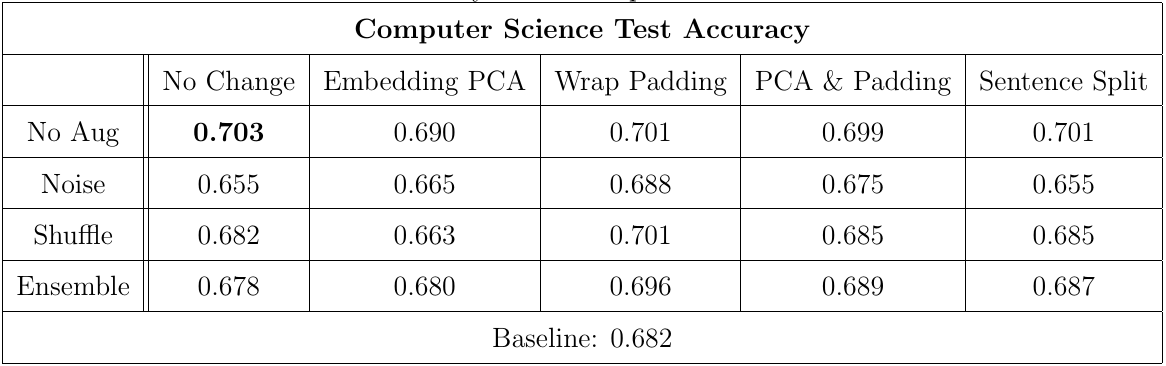 Computer Science Test Accuracy
No Change Embedding PCA Wrap Padding PCA & Padding Sentence Split
No Aug 0.703 0.690 0.701 0.699 0.701
Noise 0.655 0.665 0.688 0.675 0.655
Shuffle 0.682 0.663 0.701 0.685 0.685
Ensemble 0.678 0.680 0.696 0.689 0.687
Baseline: 0.682